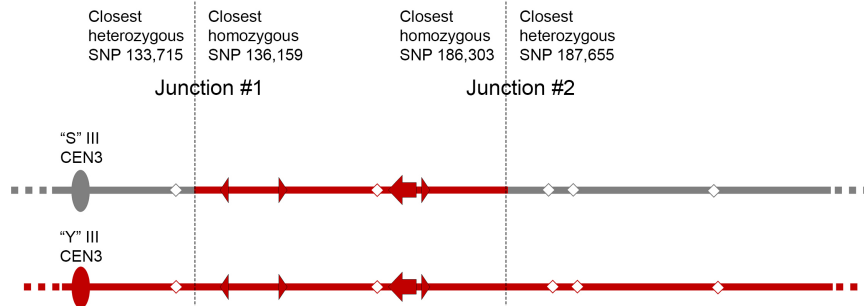 Closest
heterozygous
SNP 133,715
Closest
homozygous
SNP 136,159
Closest
homozygous
SNP 186,303
Closest
heterozygous
SNP 187,655
Junction #1
Junction #2
“S” III
CEN3
“Y” III
CEN3